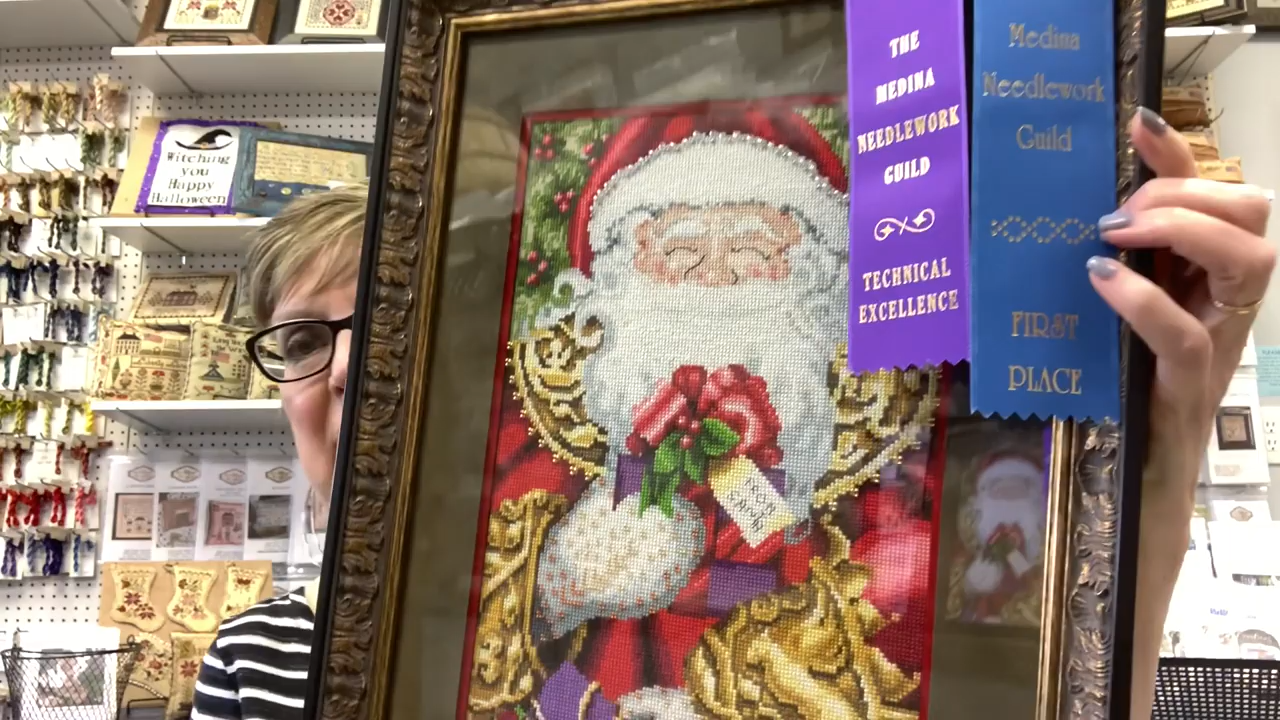 Witching
you
Happy
Halloween
THE
MEDINA
NEEDLEWORK
GUILD
TECHNICAL
EXCELLENCE
Medina
Needlework
Guild
FIRST
PLACE